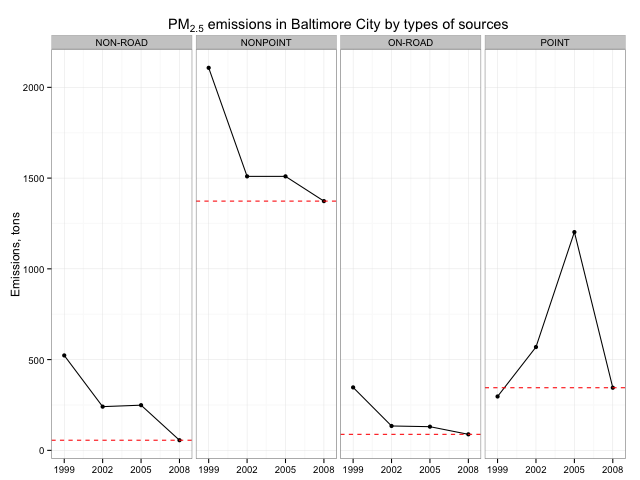 PM2.5 emissions in Baltimore City by types of sources
NON-ROAD NONPOINT ON-ROAD POINT
2000
1500
1000
500
0
Emissions, tons
1999 2002 2005 2008 1999 2002 2005 2008 1999 2002 2005 2008 1999 2002 2005 2008